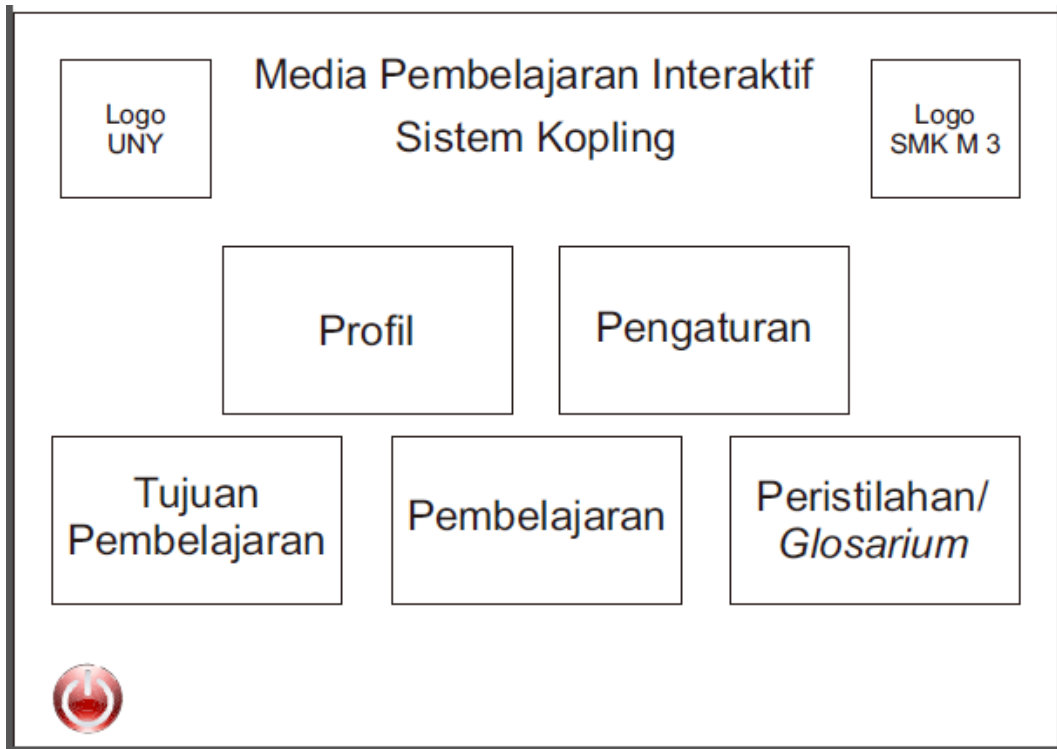 Logo
UNY
Media Pembelajaran Interaktif
Sistem Kopling
Logo
SMK M 3
Profil
Pengaturan
Tujuan
Pembelajaran
Pembelajaran
Peristilahan/
Glosarium